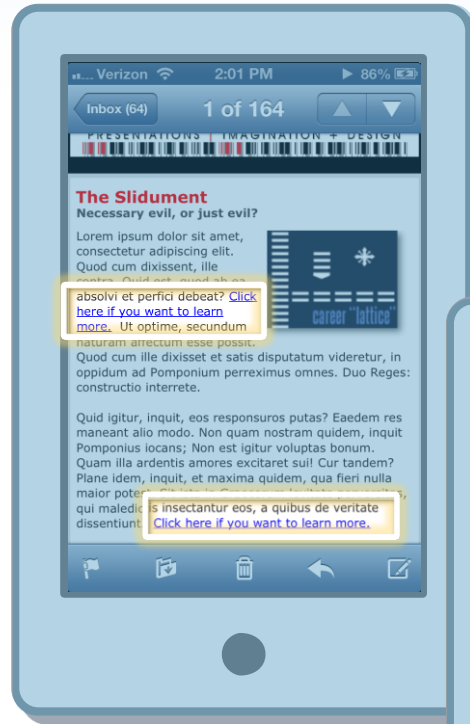 Verizon 2:01 PM 86%
Inbox (64) 1 of 164
PRESENTATIONS | IMAGINATION + DESIGN
The Slidument
Necessary evil, or just evil?
Lorem ipsum dolor sit amet,
consectetur adipiscing elit.
Quod cum dixissent, ille
contra. Quid est, quod ab ea
absolvi et perfici debeat? Click
here if you want to learn
more. Ut optime, secundum
naturam affectum esse possit.
career "lattice"
Quod cum ille dixisset et satis disputatum videretur, in
oppidum ad Pomponium perreximus omnes. Duo Reges:
constructio interrete.
Quid igitur, inquit, eos responsuros putas? Eaedem res
maneant alio modo. Non quam nostram quidem, inquit
Pomponius iocans; Non est igitur voluptas bonum.
Quam illa ardentis amores excitaret sui! Cur tandem?
Plane idem, inquit, et maxima quidem, qua fieri nulla
maior potest.
qui maledic is insectantur eos, a quibus de veritate
dissentiunt Click here if you want to learn more.